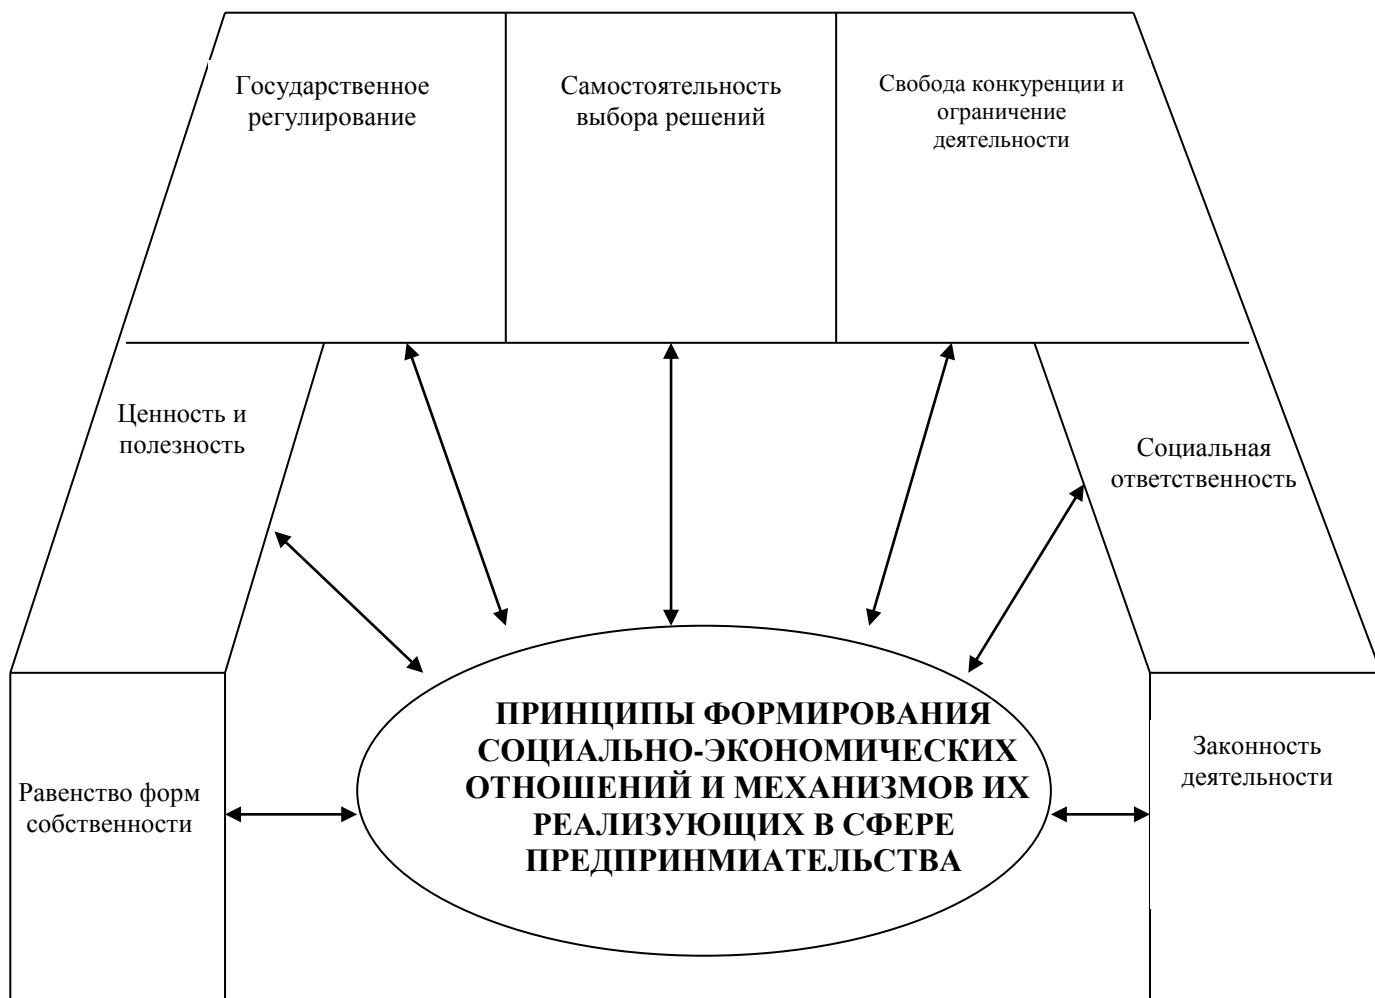 Государственное
регулирование
Самостоятельность
выбора решений
Свобода конкуренции и
ограничение
деятельности
Ценность и
полезность
Социальная
ответственность
ПРИНЦИПЫ ФОРМИРОВАНИЯ
СОЦИАЛЬНО-ЭКОНОМИЧЕСКИХ
ОТНОШЕНИЙ И МЕХАНИЗМОВ ИХ
РЕАЛИЗУЮЩИХ В СФЕРЕ
ПРЕДПРИНМИАТЕЛЬСТВА
Равенство форм
собственности
Законность
деятельности